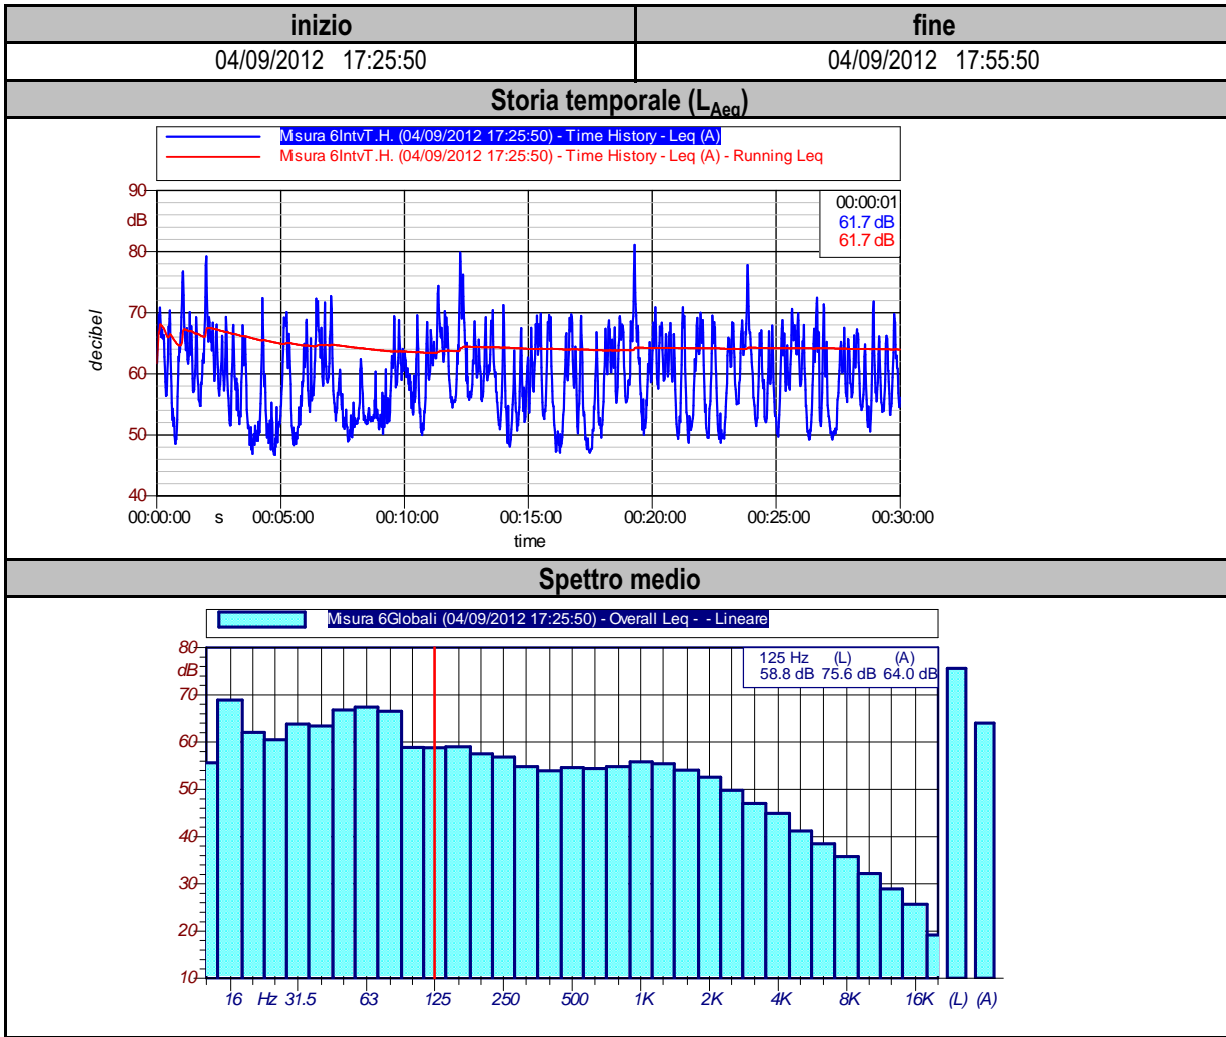 inizio fine
04/09/2012 17:25:50 04/09/2012 17:55:50
Storia temporale (LAeq)
Misura 6IntvT.H. (04/09/2012 17:25:50) - Time History - Leq (A)
Misura 6IntvT.H. (04/09/2012 17:25:50) - Time History - Leq (A) - Running Leq
90
dB
80
70
60
50
40
decibel
00:00:01
61.7 dB
61.7 dB
00:00:00 s 00:05:00 00:10:00 00:15:00 00:20:00 00:25:00 00:30:00
time
Spettro medio
Misura 6Globali (04/09/2012 17:25:50) - Overall Leq - - Lineare
80
dB
70
60
50
40
30
20
10
125 Hz (L) (A)
58.8 dB 75.6 dB 64.0 dB
16 Hz 31.5 63 125 250 500 1K 2K 4K 8K 16K (L) (A)